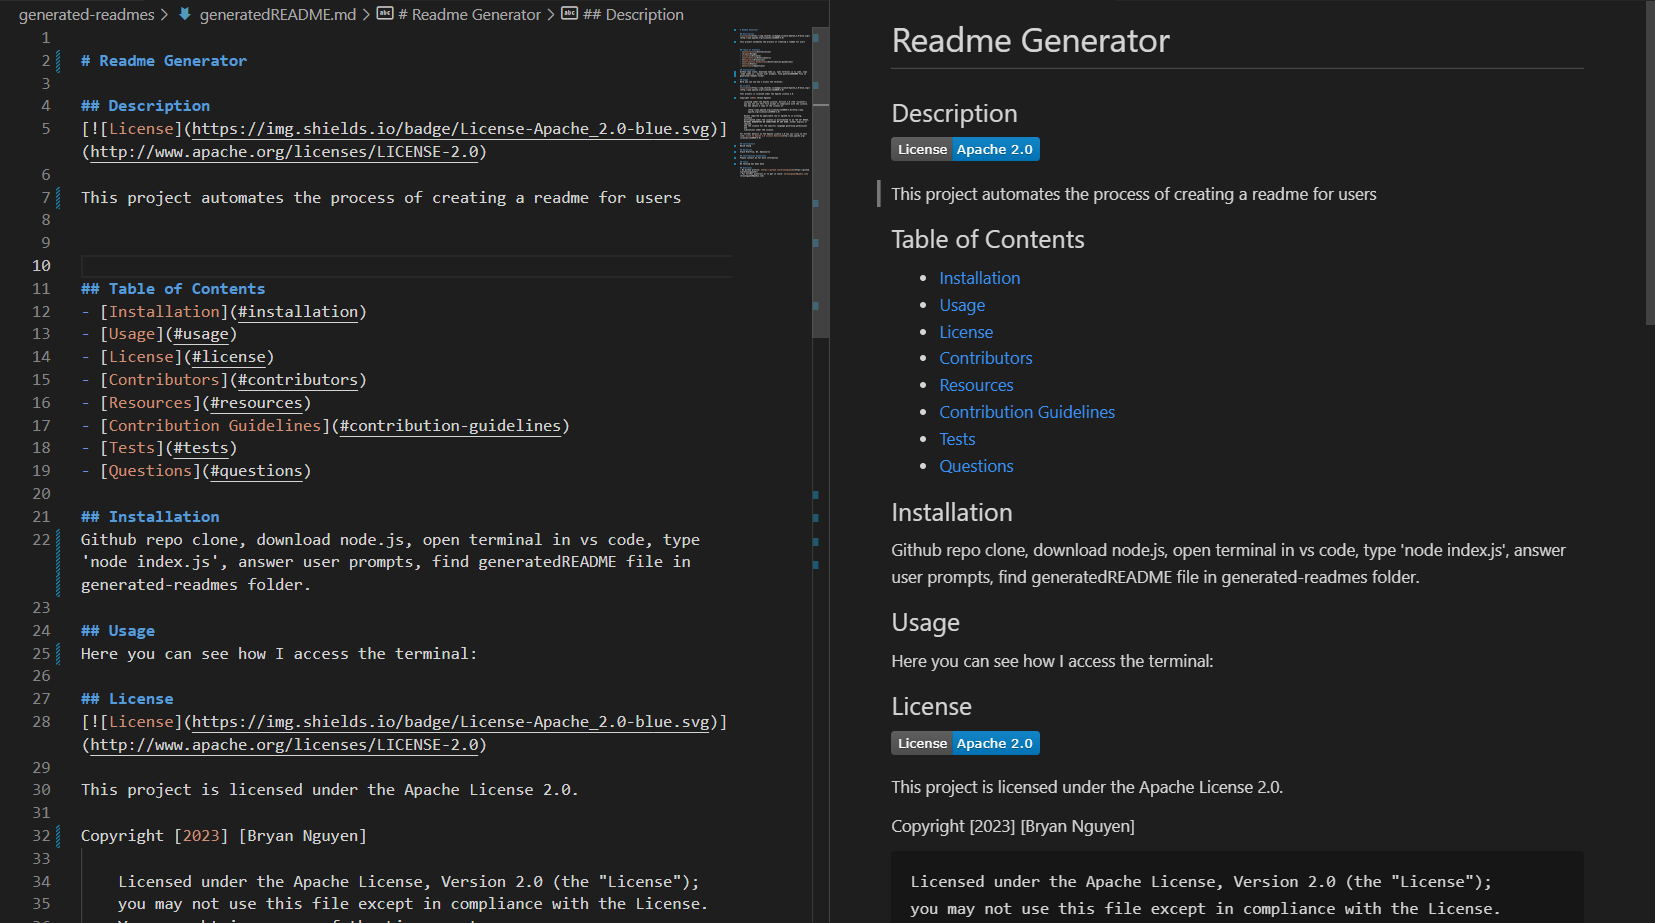 generated-readmes > generatedREADME.md > # Readme Generator > ## Description
1
2 # Readme Generator
3
4 ## Description
5 [![License](https://img.shields.io/badge/License-Apache_2.0-blue.svg)]
(http://www.apache.org/licenses/LICENSE-2.0)
6
7 This project automates the process of creating a readme for users
8
9
10
11 ## Table of Contents
12 - [Installation](#installation)
13 - [Usage](#usage)
14 - [License](#license)
15 - [Contributors](#contributors)
16 - [Resources](#resources)
17 - [Contribution Guidelines](#contribution-guidelines)
18 - [Tests](#tests)
19 - [Questions](#questions)
20
21 ## Installation
22 Github repo clone, download node.js, open terminal in vs code, type
'node index.js', answer user prompts, find generatedREADME file in
generated-readmes folder.
23
24 ## Usage
25 Here you can see how I access the terminal:
26
27 ## License
28 [![License](https://img.shields.io/badge/License-Apache_2.0-blue.svg)]
(http://www.apache.org/licenses/LICENSE-2.0)
29
30 This project is licensed under the Apache License 2.0.
31
32 Copyright [2023] [Bryan Nguyen]
33
34 Licensed under the Apache License, Version 2.0 (the "License");
35 you may not use this file except in compliance with the License.
Readme Generator
Description
License Apache 2.0
This project automates the process of creating a readme for users
Table of Contents
• Installation
• Usage
• License
• Contributors
• Resources
• Contribution Guidelines
• Tests
• Questions
Installation
Github repo clone, download node.js, open terminal in vs code, type 'node index.js', answer
user prompts, find generatedREADME file in generated-readmes folder.
Usage
Here you can see how I access the terminal:
License
License Apache 2.0
This project is licensed under the Apache License 2.0.
Copyright [2023] [Bryan Nguyen]
Licensed under the Apache License, Version 2.0 (the "License");
you may not use this file except in compliance with the License.